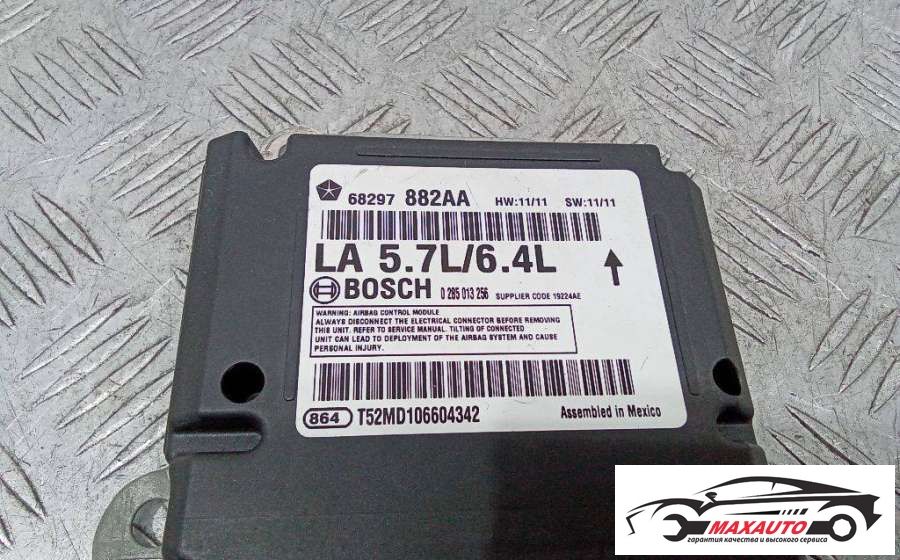 68297 882AA HW:11/11 SW:11/11
LA 5.7L/6.4L
BOSCH 0 285 013 256 SUPPLIER CODE 19224AE
WARNING: AIRBAG CONTROL MODULE
ALWAYS DISCONNECT THE ELECTRICAL CONNECTOR BEFORE REMOVING
THIS UNIT. REFER TO SERVICE MANUAL. TILTING OF CONNECTED
UNIT CAN LEAD TO DEPLOYMENT OF THE AIRBAG SYSTEM AND CAUSE
PERSONAL INJURY.
864 T52MD106604342 Assembled in Mexico
MAXAUTO
гарантия качества и высокого сервиса